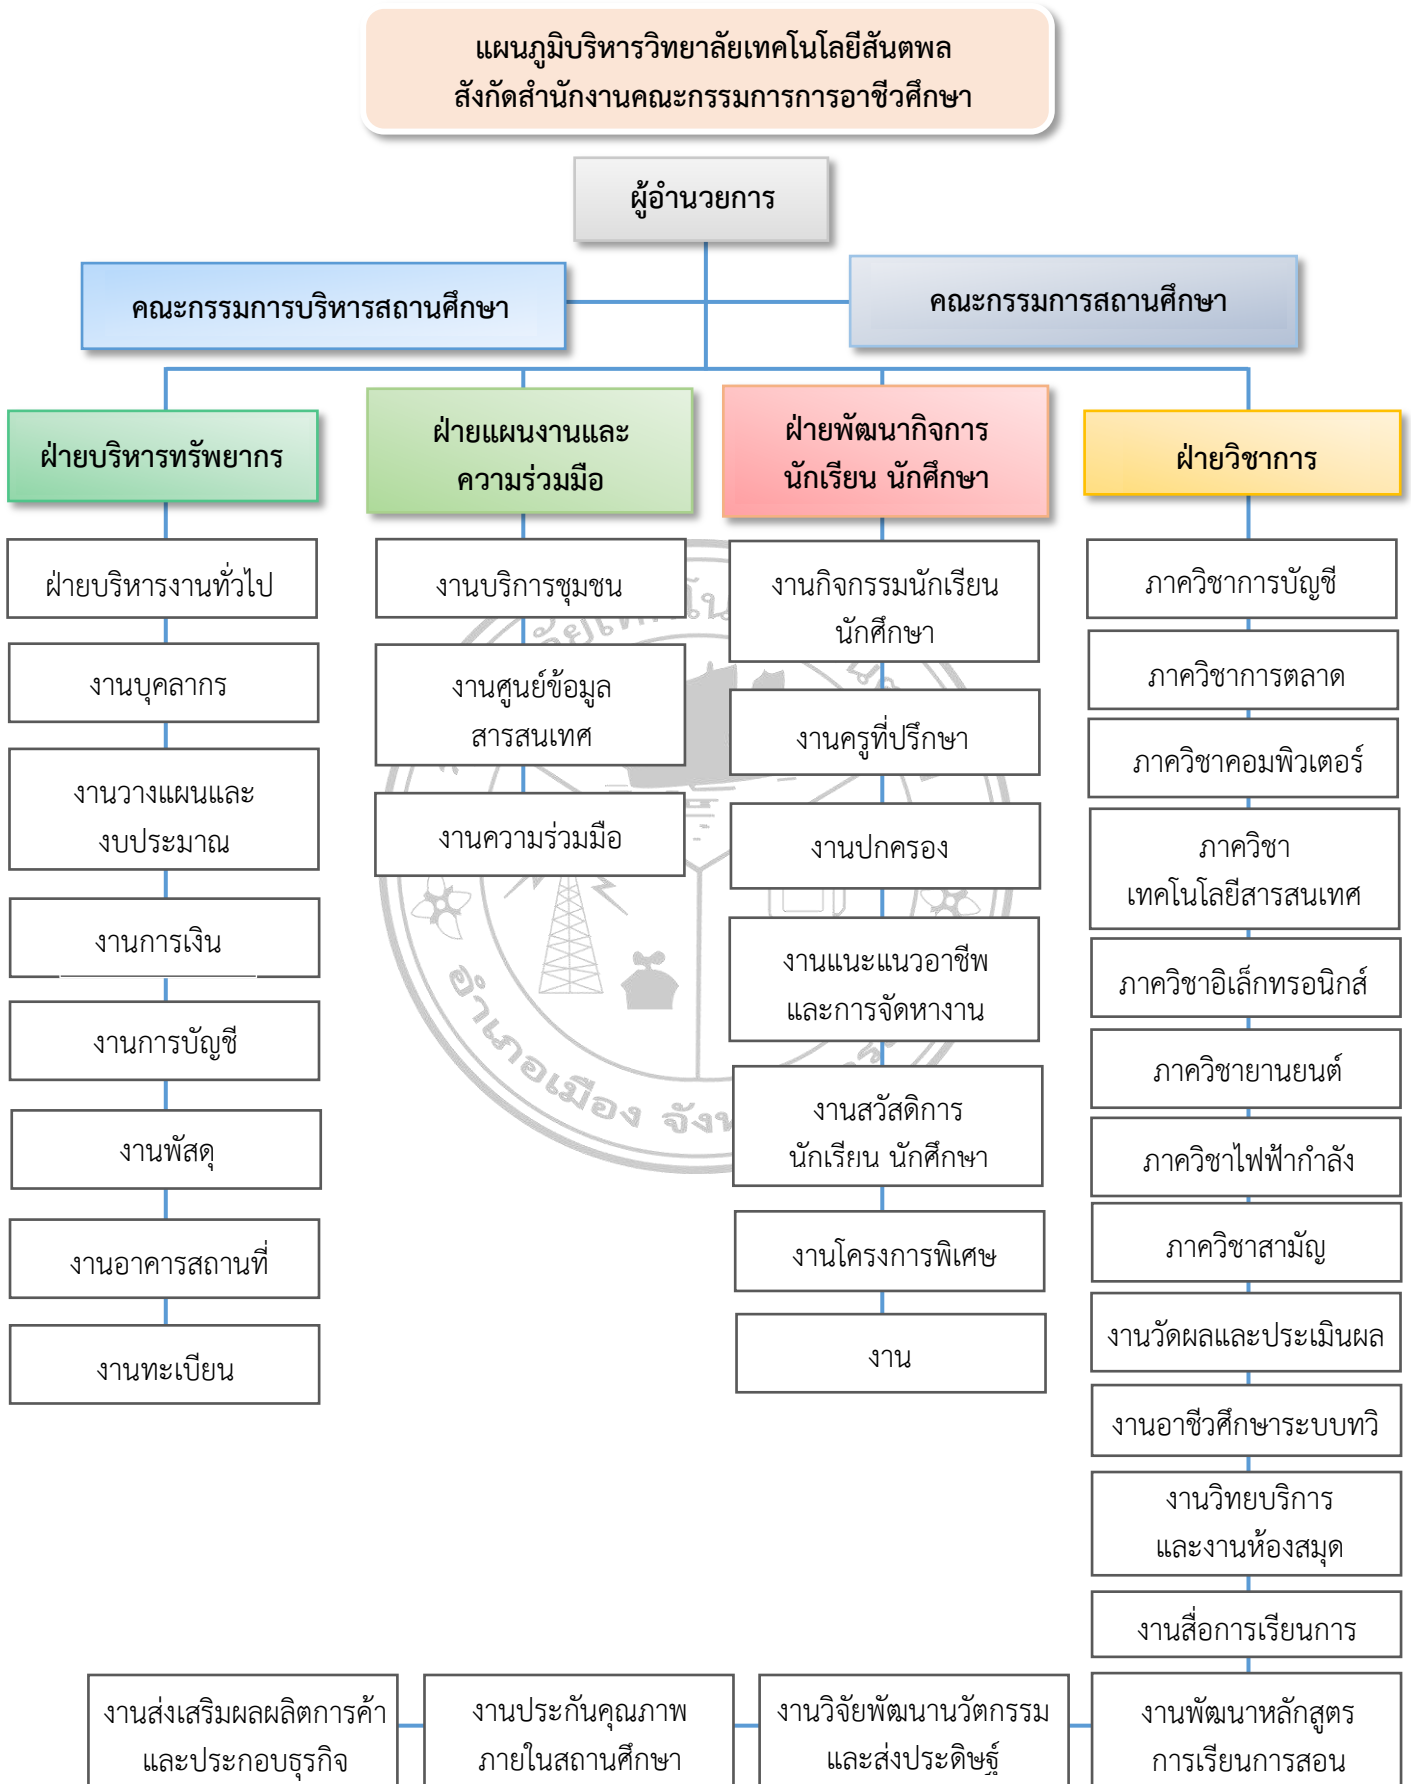 แผนภูมิบริหารวิทยาลัยเทคโนโลยีสันตพล
สังกัดสำนักงานคณะกรรมการการอาชีวศึกษา
ผู้อำนวยการ
คณะกรรมการบริหารสถานศึกษา
คณะกรรมการสถานศึกษา
ฝ่ายบริหารทรัพยากร
ฝ่ายบริหารงานทั่วไป
งานบุคลากร
งานวางแผนและ
งบประมาณ
งานการเงิน
งานการบัญชี
งานพัสดุ
งานอาคารสถานที่
งานทะเบียน
ฝ่ายแผนงานและ
ความร่วมมือ
งานบริการชุมชน
งานศูนย์ข้อมูล
สารสนเทศ
งานความร่วมมือ
ฝ่ายพัฒนากิจการ
นักเรียน นักศึกษา
งานกิจกรรมนักเรียน
นักศึกษา
งานครูที่ปรึกษา
งานปกครอง
งานแนะแนวอาชีพ
และการจัดหางาน
งานสวัสดิการ
นักเรียน นักศึกษา
งานโครงการพิเศษ
งาน
ฝ่ายวิชาการ
ภาควิชาการบัญชี
ภาควิชาการตลาด
ภาควิชาคอมพิวเตอร์
ภาควิชา
เทคโนโลยีสารสนเทศ
ภาควิชาอิเล็กทรอนิกส์
ภาควิชายานยนต์
ภาควิชาไฟฟ้ากำลัง
ภาควิชาสามัญ
งานวัดผลและประเมินผล
งานอาชีวศึกษาระบบทวิ
งานวิทยบริการ
และงานห้องสมุด
งานสื่อการเรียนการ
งานพัฒนาหลักสูตร
การเรียนการสอน
งานวิจัยพัฒนานวัตกรรม
และส่งประดิษฐ์
งานประกันคุณภาพ
ภายในสถานศึกษา
งานส่งเสริมผลผลิตการค้า
และประกอบธุรกิจ
อำเภอเมือง